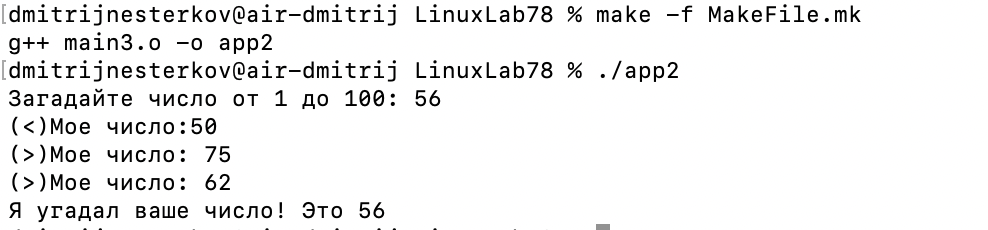 [dmitrijnesterkov@air-dmitrij LinuxLab78 % make -f MakeFile.mk
g++ main3.o -o app2
[dmitrijnesterkov@air-dmitrij LinuxLab78 % ./app2
Загадайте число от 1 до 100: 56
(<)Мое число:50
(>)Мое число: 75
(>)Мое число: 62
Я угадал ваше число! Это 56